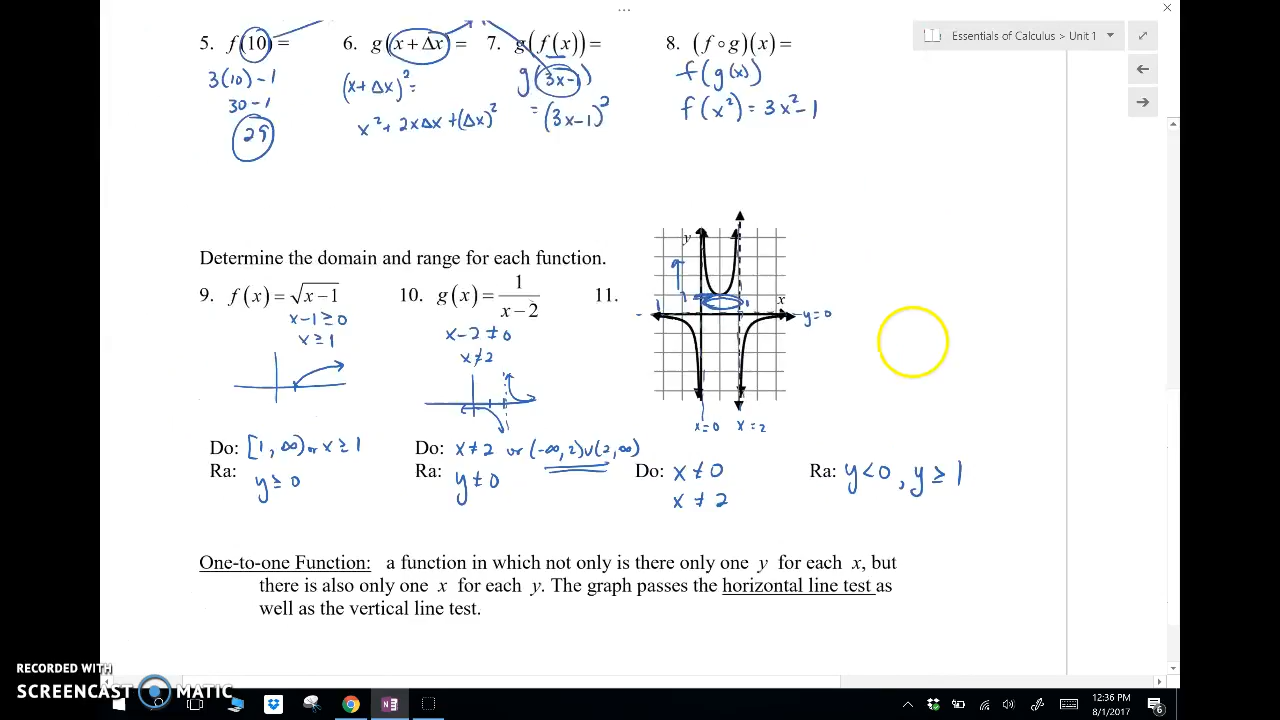 Essentials of Calculus > Unit 1
5. f(10) =
6. g(x + Δx) =
7. g(f(x)) =
8. (f ∘ g)(x) =
3(10) - 1
30 - 1
29
(x + Δx)² =
x² + 2xΔx + (Δx)²
g(3x-1)
= (3x-1)²
f(g(x))
f(x²) = 3x² - 1
Determine the domain and range for each function.
9. f(x) = √(x-1)
x-1 ≥ 0
x ≥ 1
10. g(x) = 1/(x-2)
x-2 ≠ 0
x ≠ 2
11.
y
x
1
y=0
x=0
x=2
Do: [1, ∞) or x ≥ 1
Ra: y ≥ 0
Do: x ≠ 2 or (-∞, 2) ∪ (2, ∞)
Ra: y ≠ 0
Do: x ≠ 0
x ≠ 2
Ra: y < 0, y ≥ 1
One-to-one Function: a function in which not only is there only one y for each x, but
there is also only one x for each y. The graph passes the horizontal line test as
well as the vertical line test.
RECORDED WITH
SCREENCAST MATIC
12:36 PM
8/1/2017
6